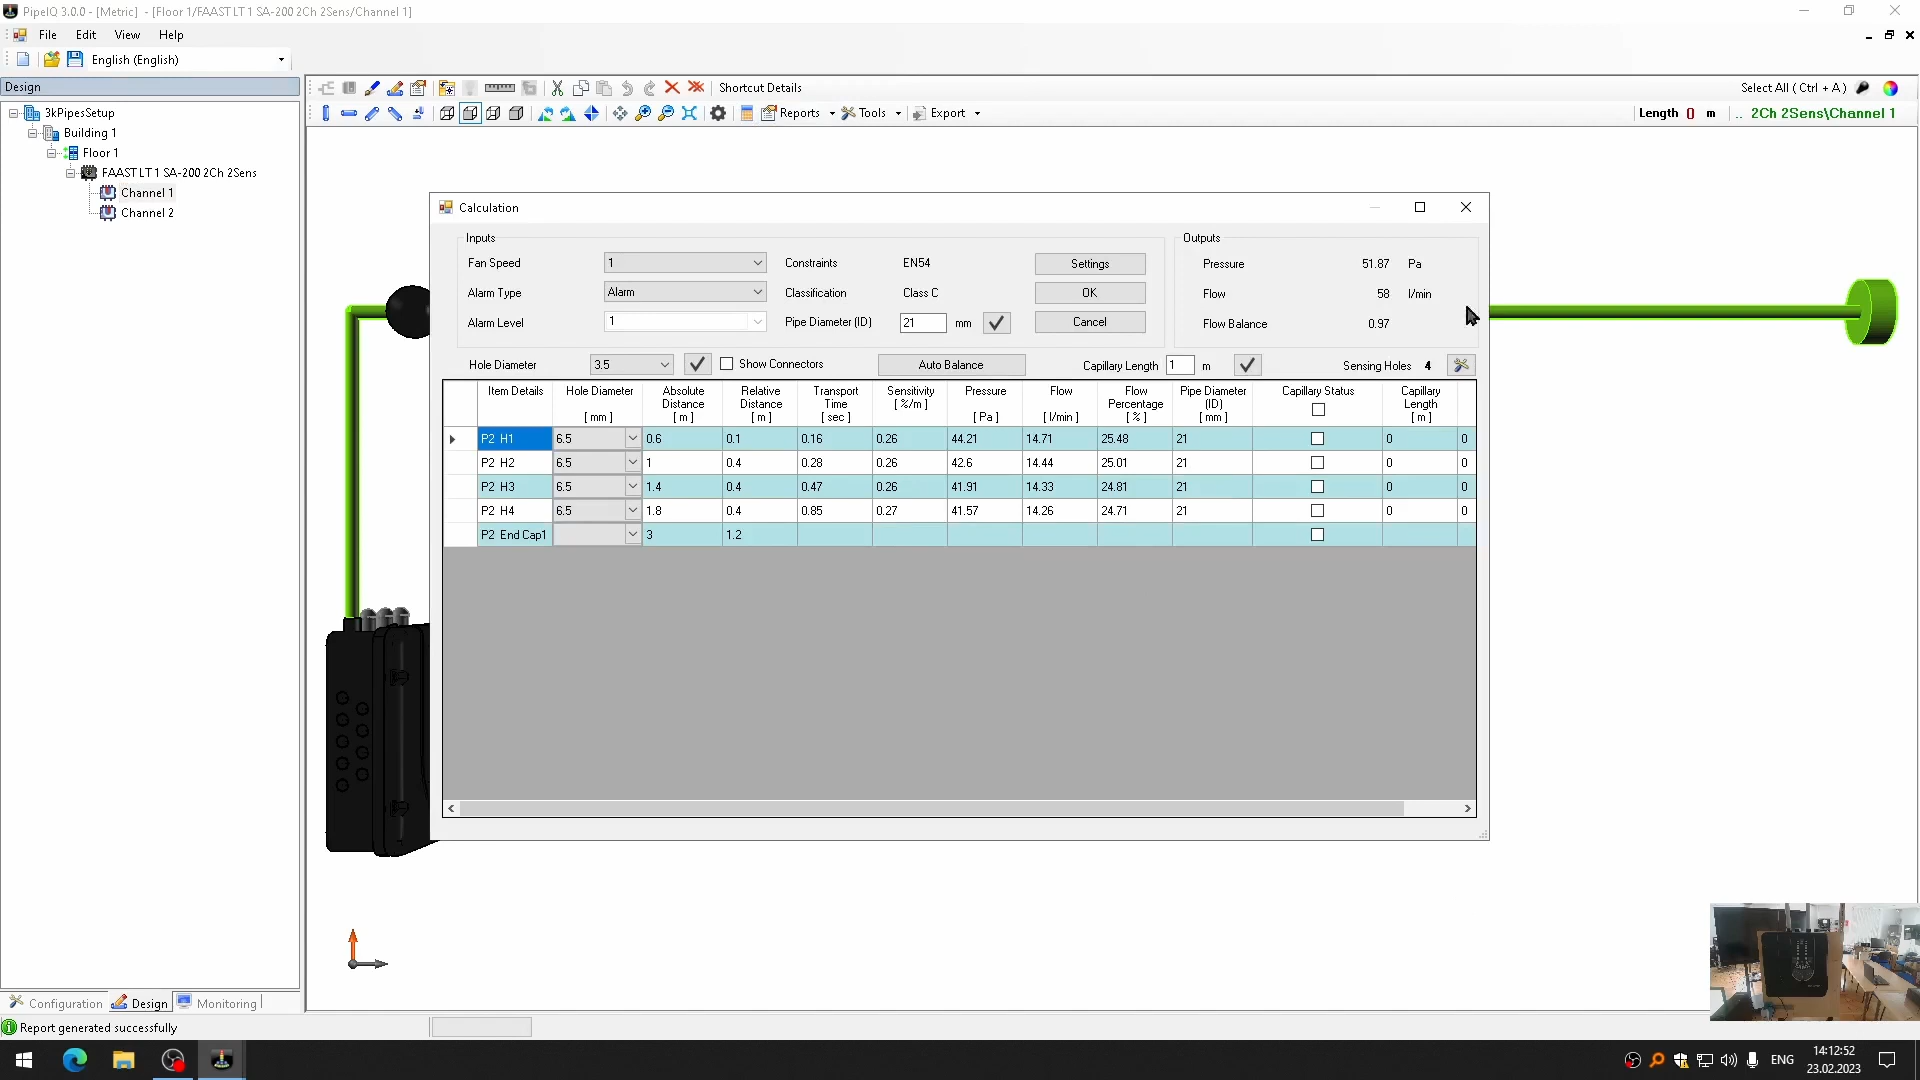 PipeIQ 3.0.0 - [Metric] - [Floor 1/FAAST LT 1 SA-200 2Ch 2Sens/Channel 1]
File Edit View Help
English (English)
Design
Shortcut Details
Select All ( Ctrl + A )
Reports Tools Export
Length 0 m .. 2Ch 2Sens\Channel 1
3kPipesSetup
Building 1
Floor 1
FAAST LT 1 SA-200 2Ch 2Sens
Channel 1
Channel 2
Calculation
Inputs
Fan Speed 1 Constraints EN54 Settings
Alarm Type Alarm Classification Class C OK
Alarm Level 1 Pipe Diameter (ID) 21 mm Cancel
Outputs
Pressure 51.87 Pa
Flow 58 l/min
Flow Balance 0.97
Hole Diameter 3.5 Show Connectors Auto Balance Capillary Length 1 m Sensing Holes 4
Item Details Hole Diameter [ mm ] Absolute Distance [ m ] Relative Distance [ m ] Transport Time [ sec ] Sensitivity [ %/m ] Pressure [ Pa ] Flow [ l/min ] Flow Percentage [ % ] Pipe Diameter (ID) [ mm ] Capillary Status Capillary Length [ m ]
P2 H1 6.5 0.6 0.1 0.16 0.26 44.21 14.71 25.48 21 0 0
P2 H2 6.5 1 0.4 0.28 0.26 42.6 14.44 25.01 21 0 0
P2 H3 6.5 1.4 0.4 0.47 0.26 41.91 14.33 24.81 21 0 0
P2 H4 6.5 1.8 0.4 0.85 0.27 41.57 14.26 24.71 21 0 0
P2 End Cap1 3 1.2
Configuration Design Monitoring
Report generated successfully
ENG
14:12:52
23.02.2023